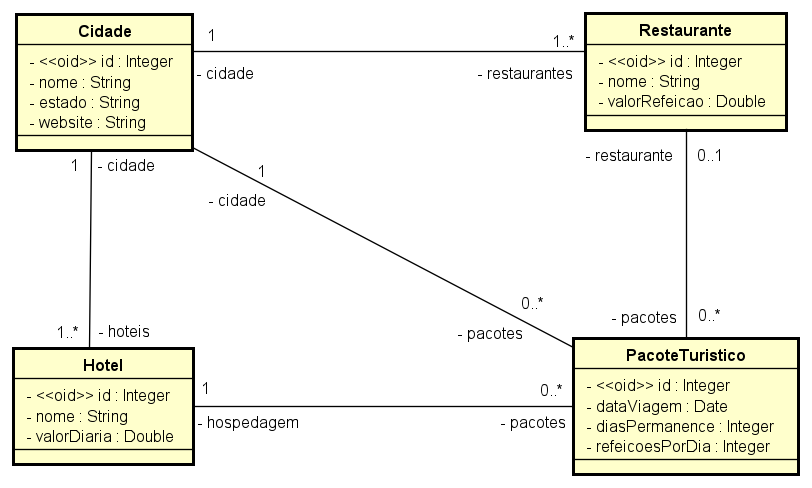 Cidade
- <<oid>> id : Integer
- nome : String
- estado : String
- website : String
1
- cidade
1..*
- restaurantes
Restaurante
- <<oid>> id : Integer
- nome : String
- valorRefeicao : Double
1
- cidade
1
- cidade
- restaurante
0..1
0..*
- pacotes
- pacotes
0..*
1..*
- hoteis
Hotel
- <<oid>> id : Integer
- nome : String
- valorDiaria : Double
1
- hospedagem
0..*
- pacotes
PacoteTuristico
- <<oid>> id : Integer
- dataViagem : Date
- diasPermanence : Integer
- refeicoesPorDia : Integer